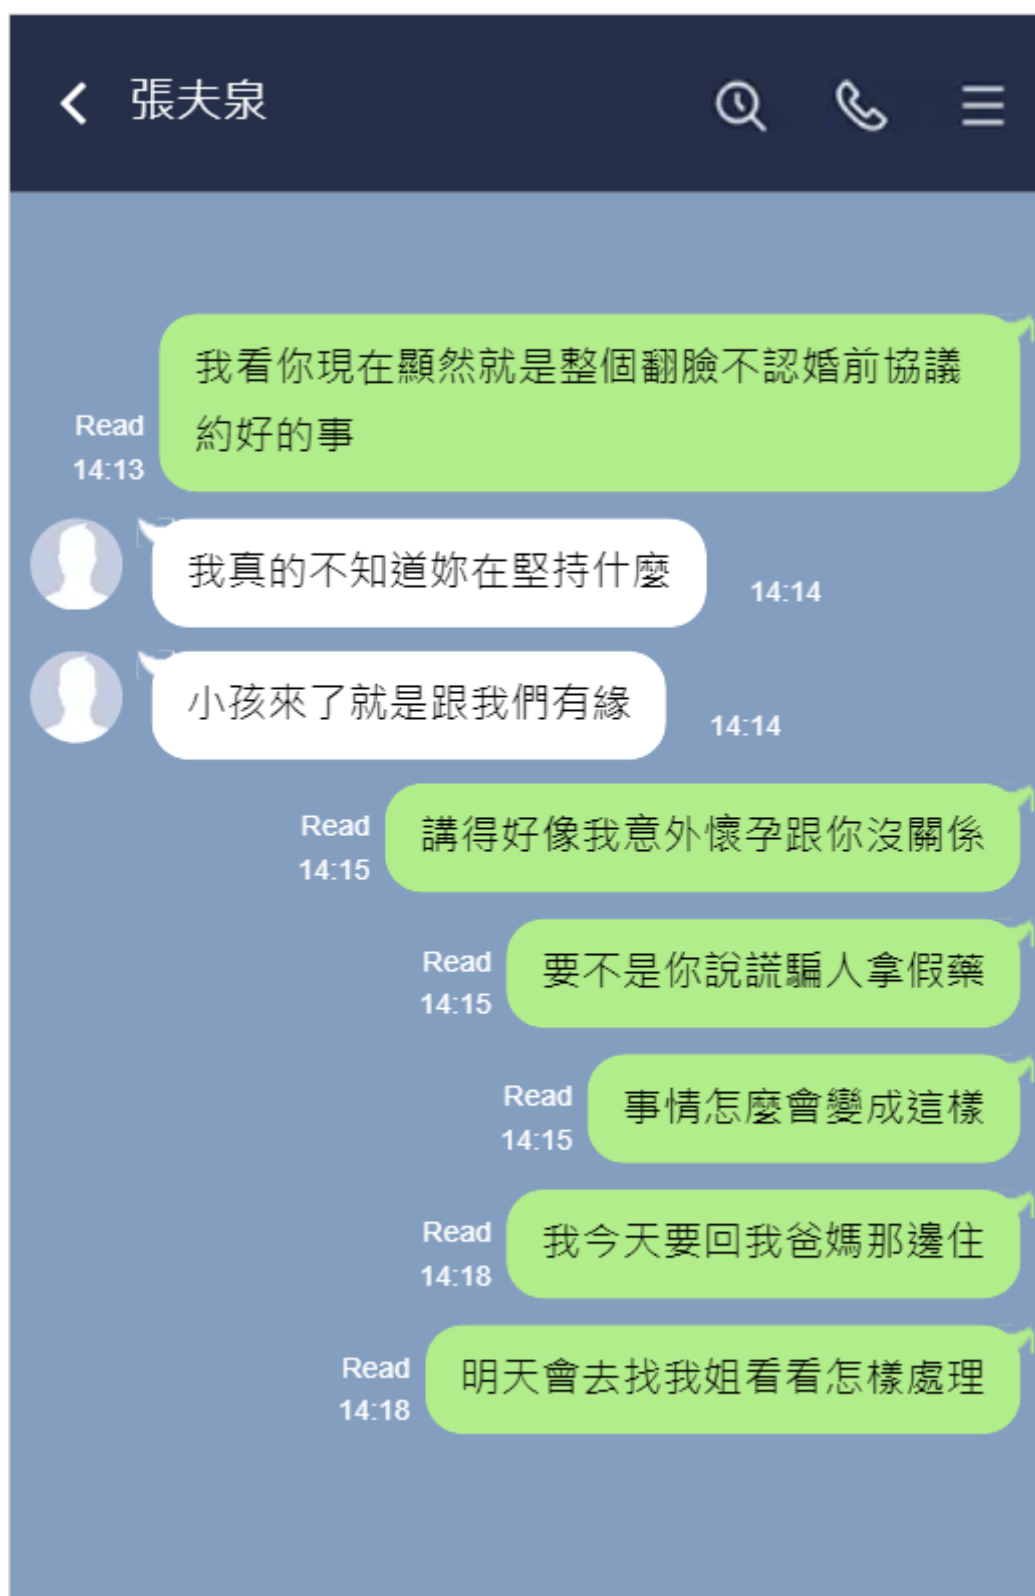 張夫泉
我看你現在顯然就是整個翻臉不認婚前協議
約好的事
Read
14:13
我真的不知道妳在堅持什麼
14:14
小孩來了就是跟我們有緣
14:14
講得好像我意外懷孕跟你沒關係
Read
14:15
要不是你說謊騙人拿假藥
Read
14:15
事情怎麼會變成這樣
Read
14:15
我今天要回我爸媽那邊住
Read
14:18
明天會去找我姐看看怎樣處理
Read
14:18